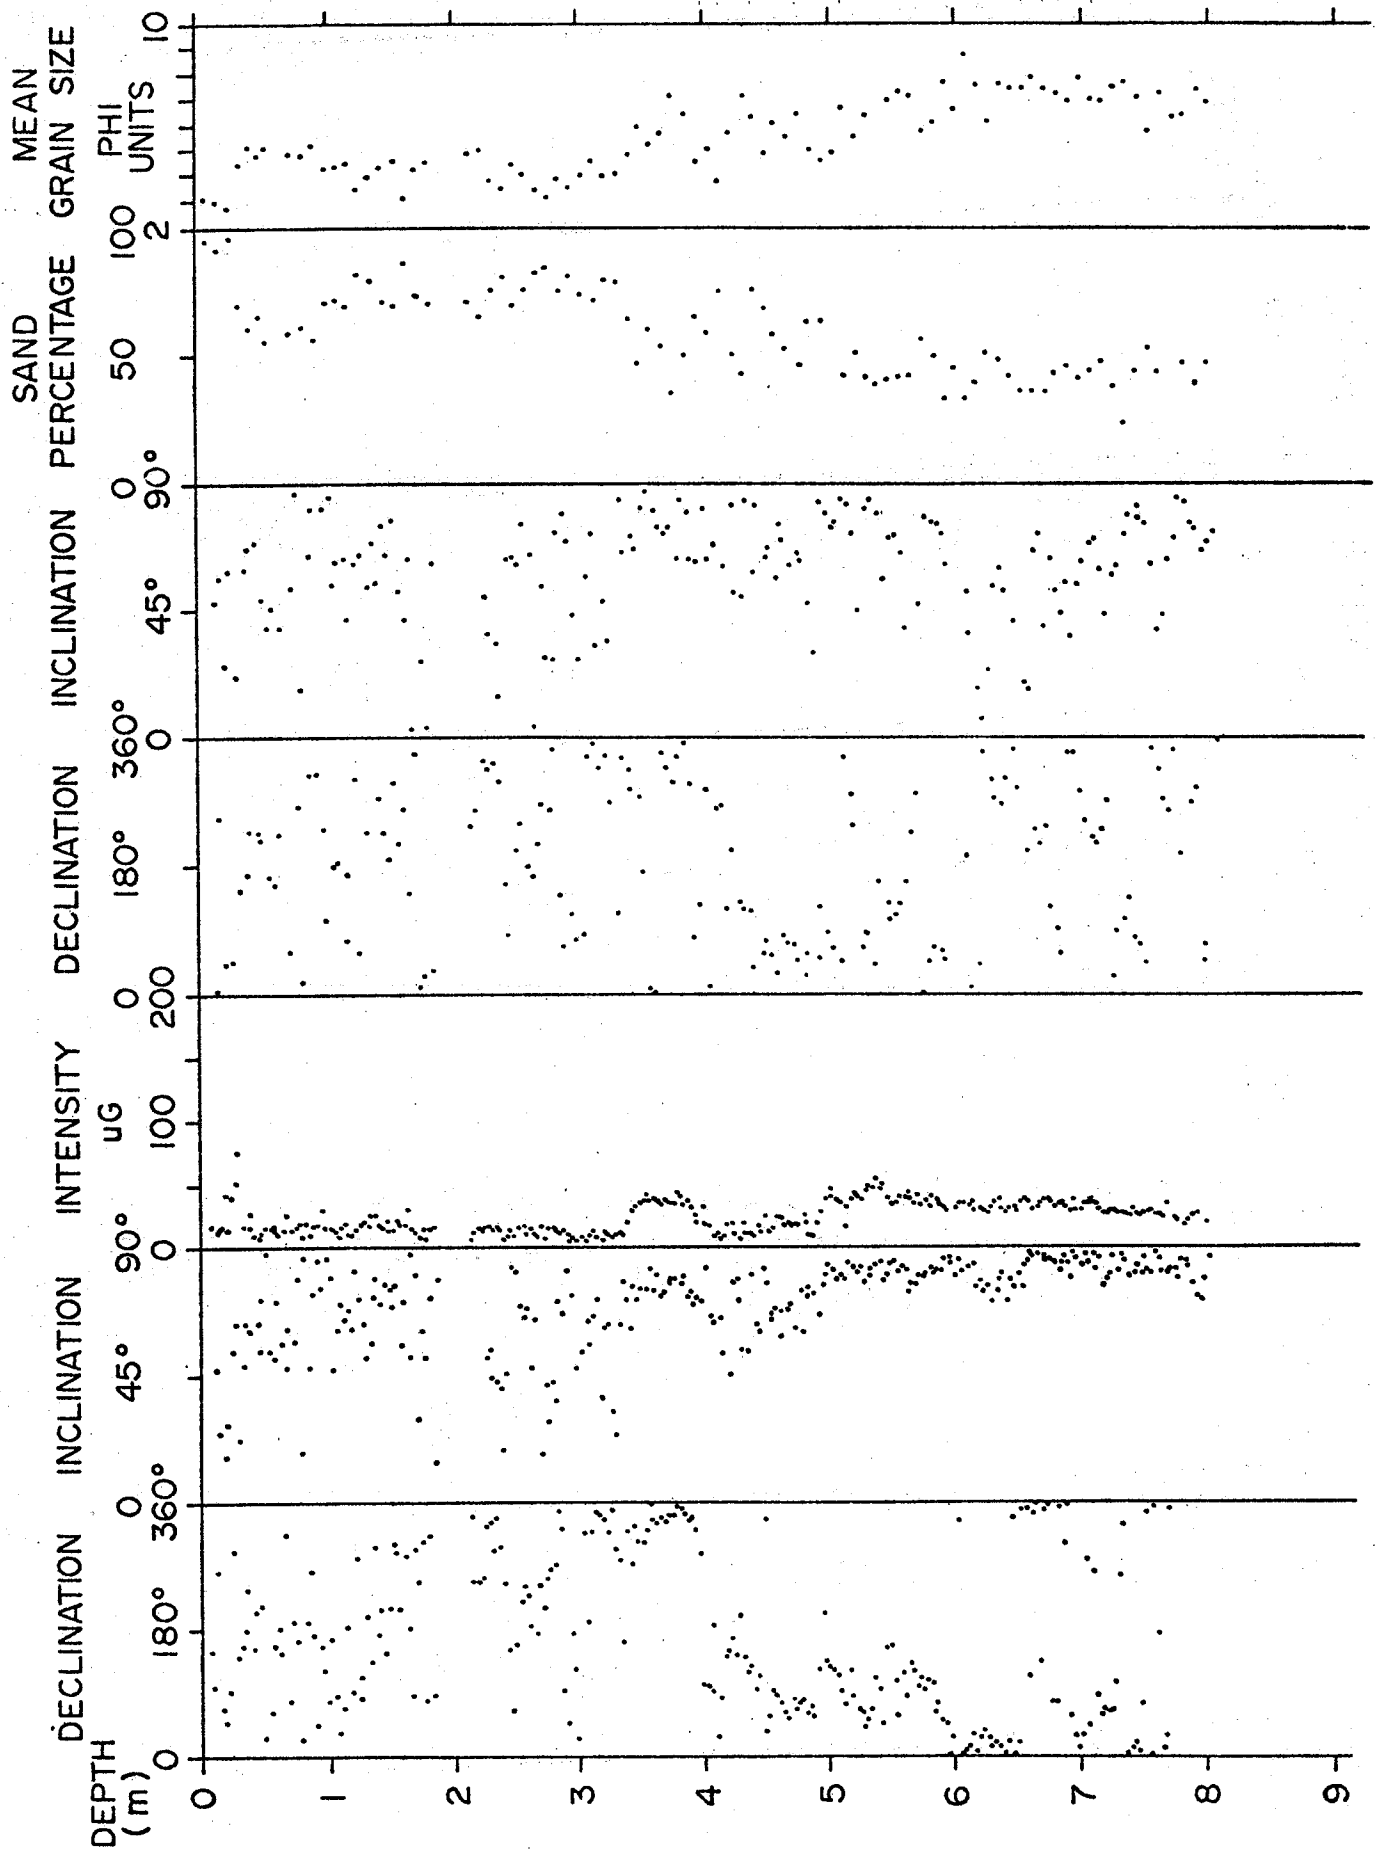 SAND MEAN
DECLINATION INCLINATION INTENSITY DECLINATION INCLINATION PERCENTAGE GRAIN SIZE
DEPTH uG PHI
(m) 0 45° 90° 0 180° 360° 0 50 100 UNITS
0 180° 360° 0 100 200 0 45° 90° 2 10
0
1
2
3
4
5
6
7
8
9